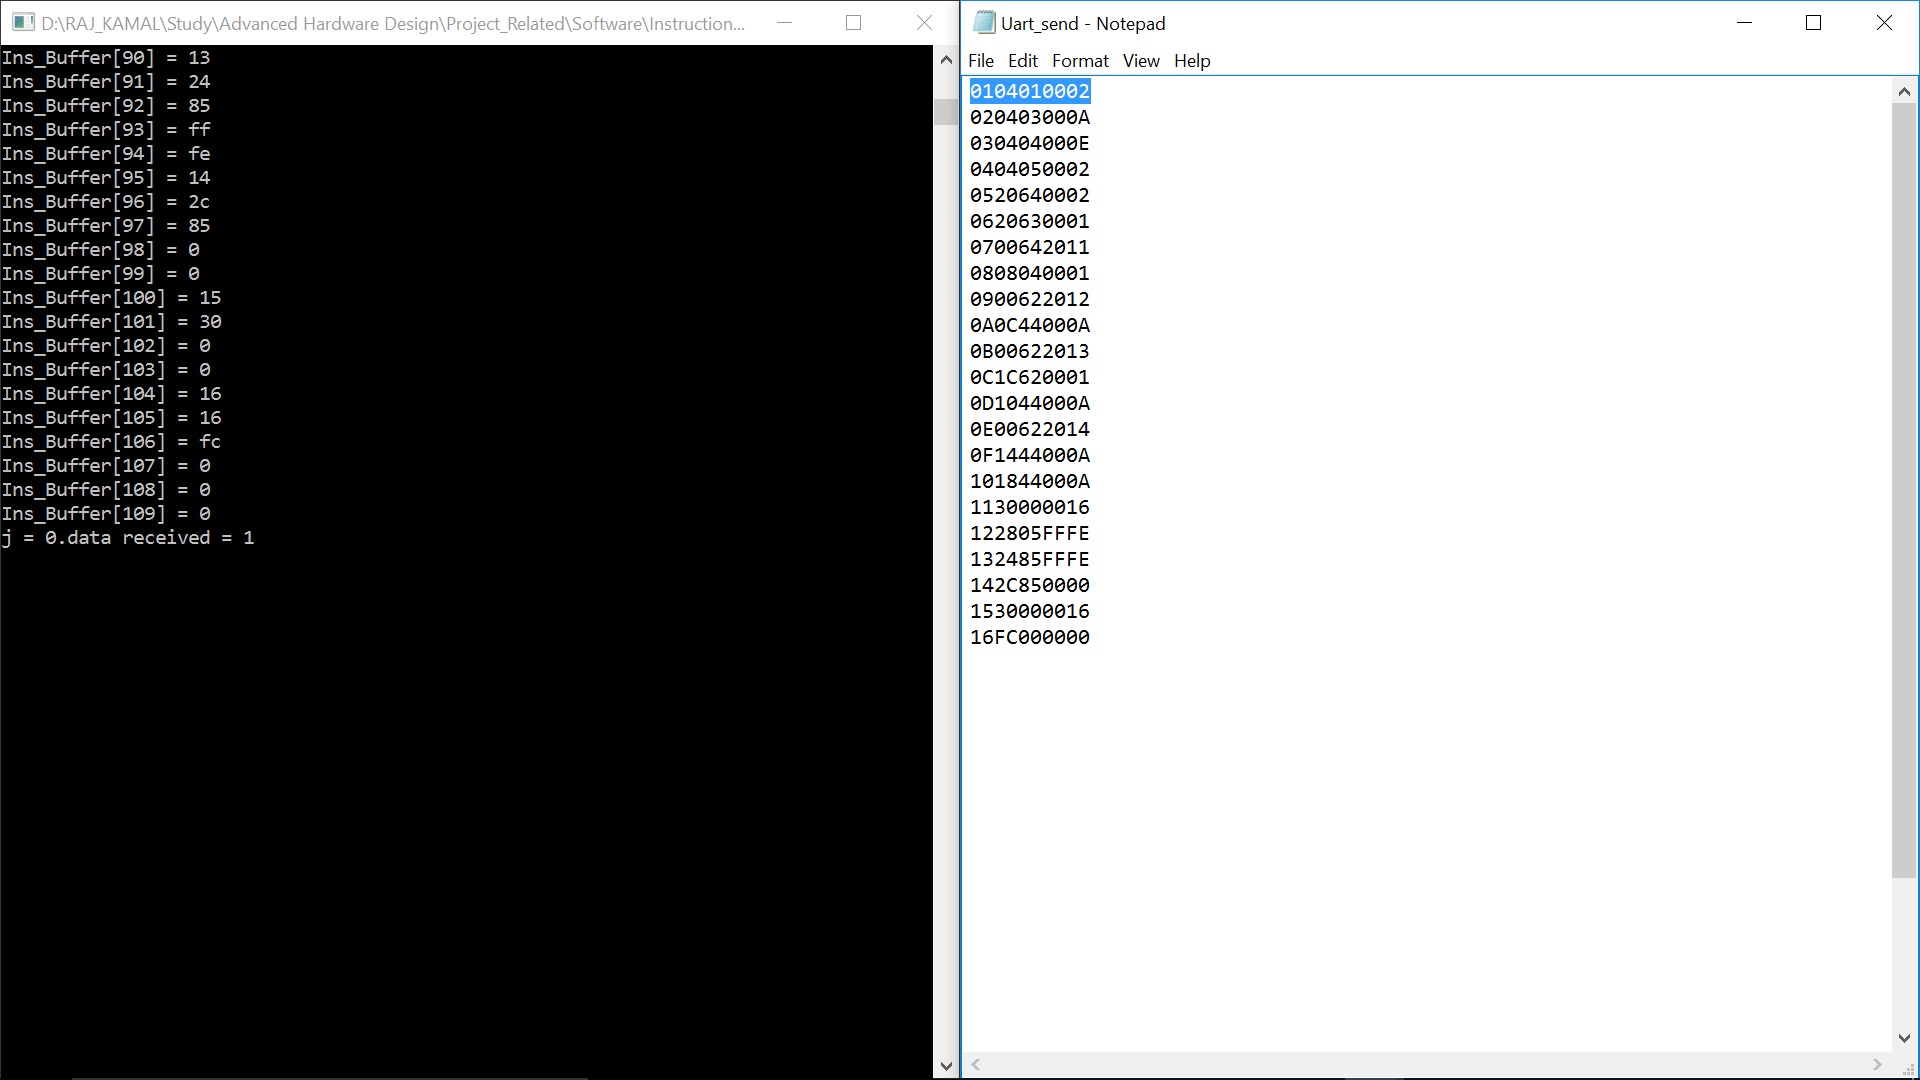 D:\RAJ_KAMAL\Study\Advanced Hardware Design\Project_Related\Software\Instruction...
Ins_Buffer[90] = 13
Ins_Buffer[91] = 24
Ins_Buffer[92] = 85
Ins_Buffer[93] = ff
Ins_Buffer[94] = fe
Ins_Buffer[95] = 14
Ins_Buffer[96] = 2c
Ins_Buffer[97] = 85
Ins_Buffer[98] = 0
Ins_Buffer[99] = 0
Ins_Buffer[100] = 15
Ins_Buffer[101] = 30
Ins_Buffer[102] = 0
Ins_Buffer[103] = 0
Ins_Buffer[104] = 16
Ins_Buffer[105] = 16
Ins_Buffer[106] = fc
Ins_Buffer[107] = 0
Ins_Buffer[108] = 0
Ins_Buffer[109] = 0
j = 0.data received = 1
Uart_send - Notepad
File Edit Format View Help
0104010002
020403000A
030404000E
0404050002
0520640002
0620630001
0700642011
0808040001
0900622012
0A0C44000A
0B00622013
0C1C620001
0D1044000A
0E00622014
0F1444000A
101844000A
1130000016
122805FFFE
132485FFFE
142C850000
1530000016
16FC000000